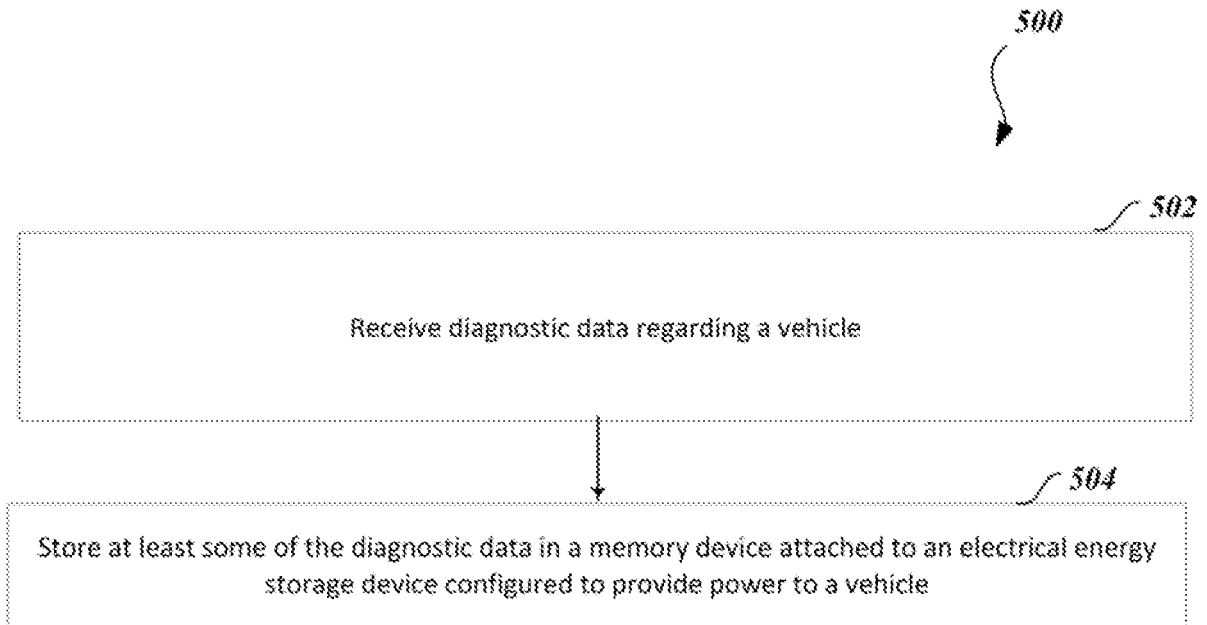 500
502
Receive diagnostic data regarding a vehicle
504
Store at least some of the diagnostic data in a memory device attached to an electrical energy
storage device configured to provide power to a vehicle